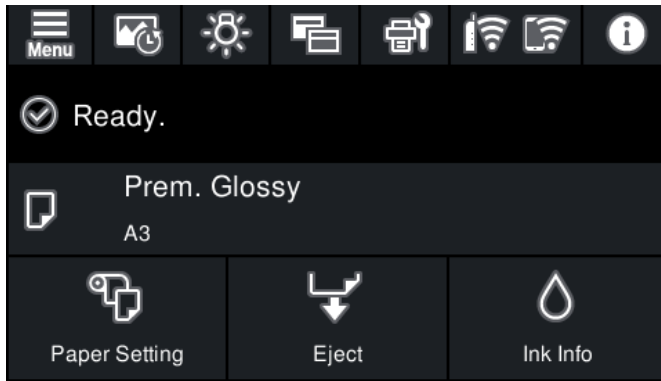 Menu
Ready.
Prem. Glossy
A3
Paper Setting
Eject
Ink Info